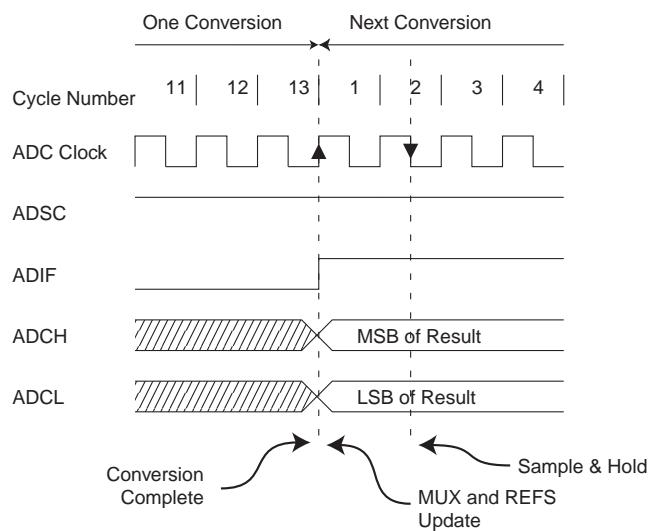 One Conversion Next Conversion
Cycle Number 11 12 13 1 2 3 4
ADC Clock
ADSC
ADIF
ADCH MSB of Result
ADCL LSB of Result
Conversion
Complete
MUX and REFS
Update
Sample & Hold